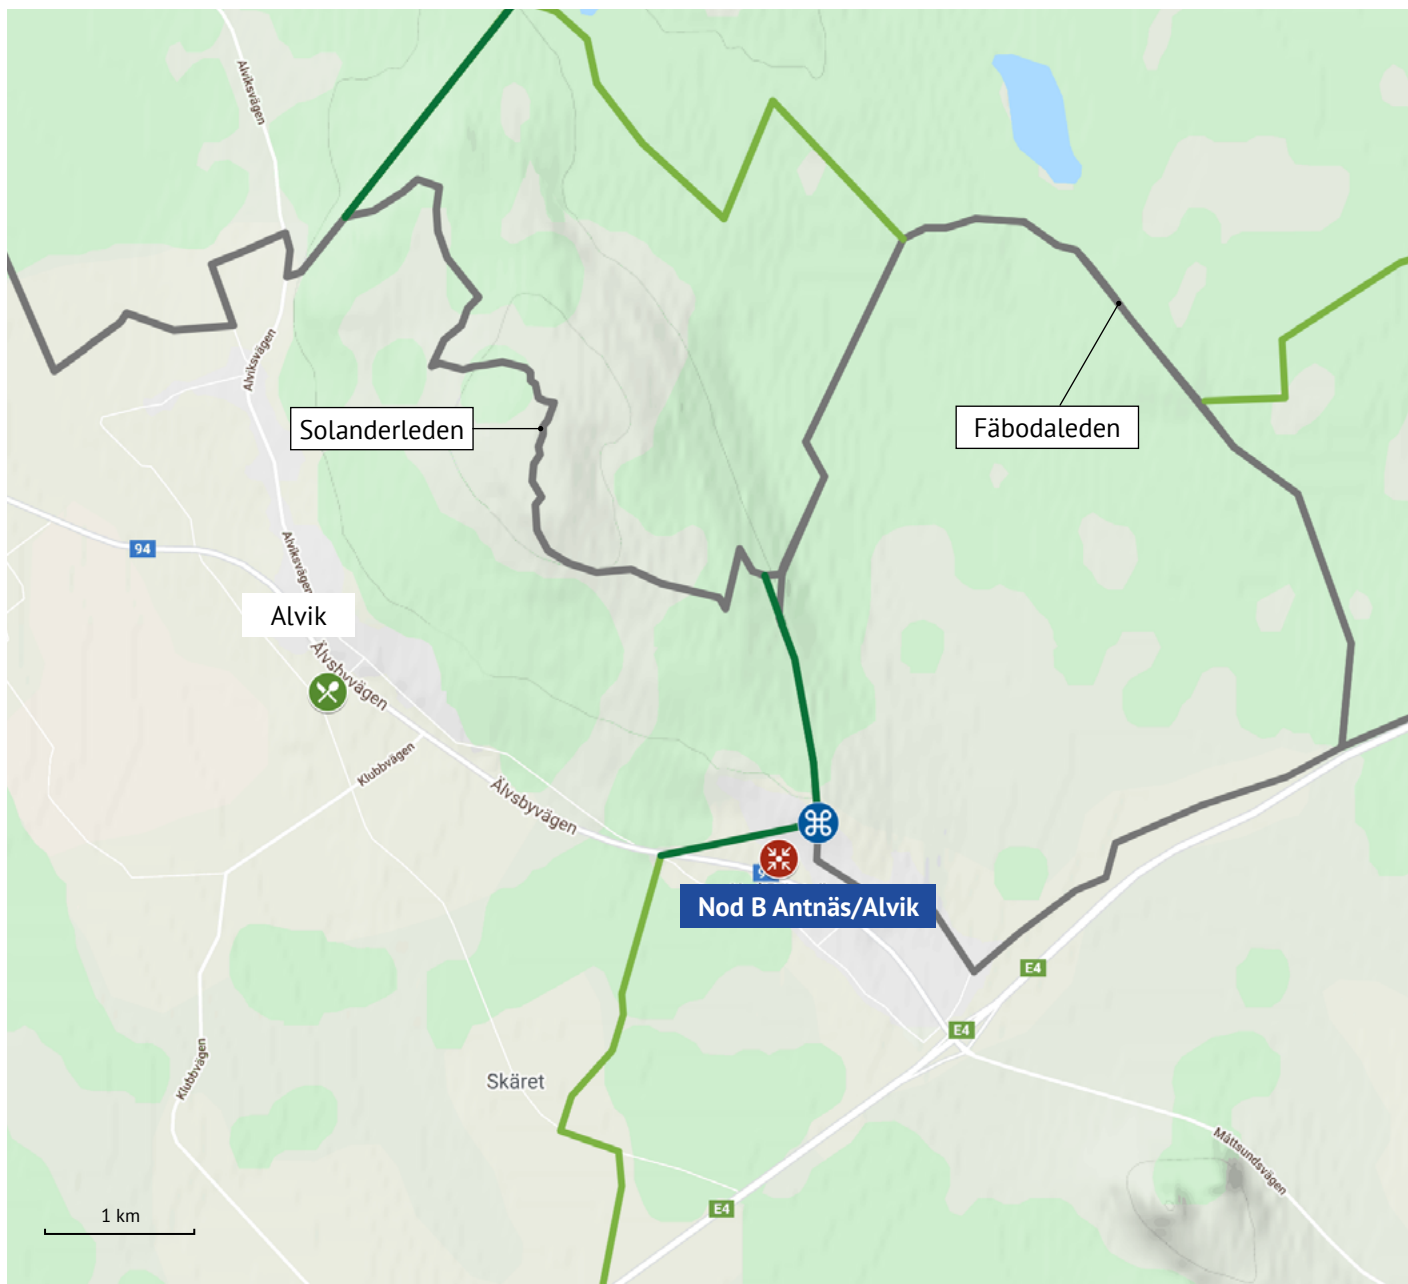 Alviksvägen
Alviksvägen
Solanderleden
Fäbodaleden
94
Alviksvägen
Alvik
Älvsbyvägen
Klubbvägen
Älvsbyvägen
Nod B Antnäs/Alvik
E4
E4
Klubbvägen
Skäret
Måttsundsvägen
E4
1 km